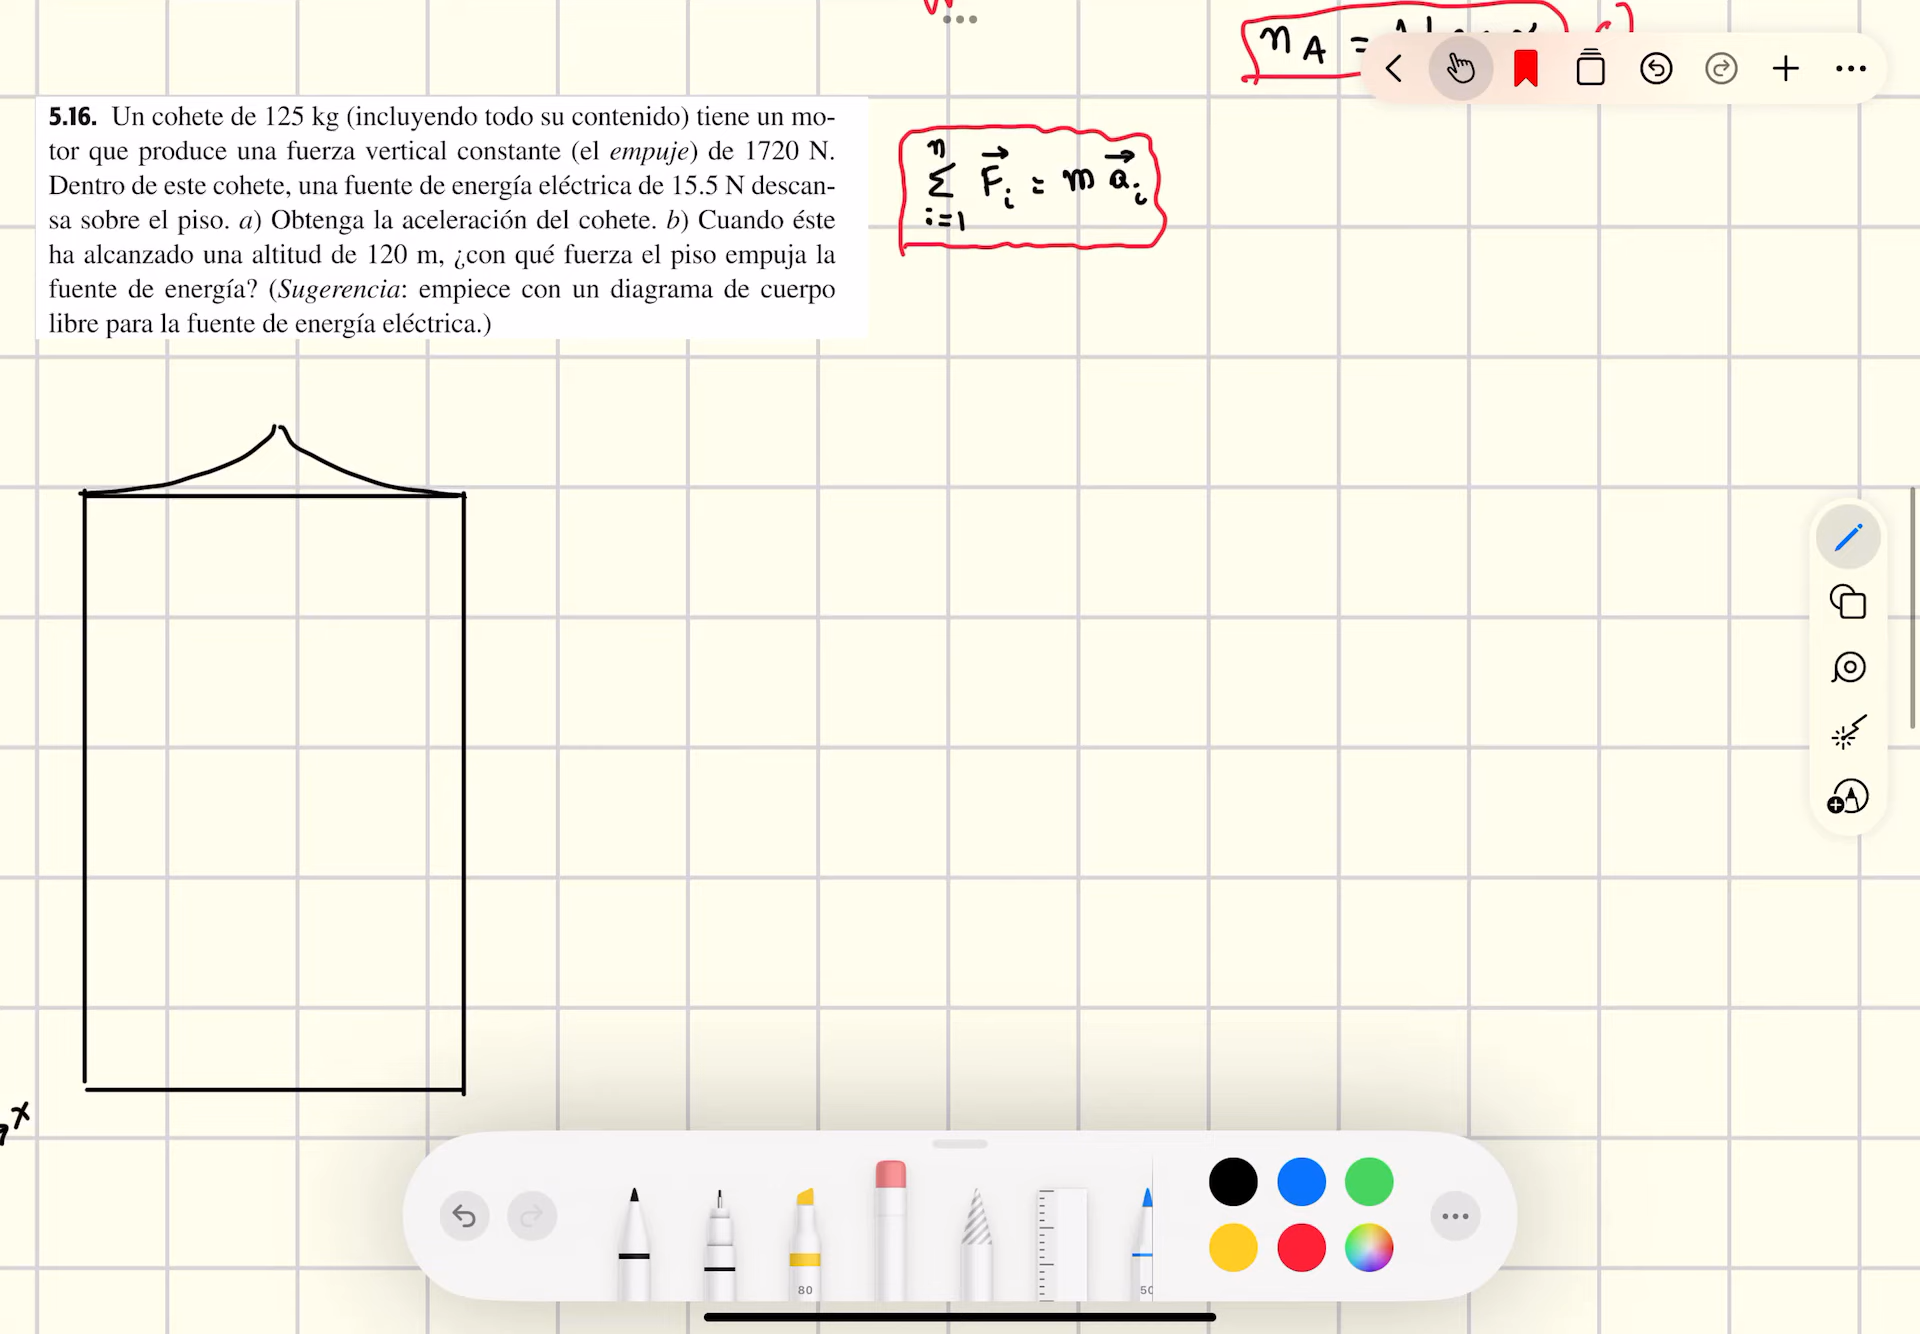 n_A =
5.16. Un cohete de 125 kg (incluyendo todo su contenido) tiene un mo-
tor que produce una fuerza vertical constante (el empuje) de 1720 N.
Dentro de este cohete, una fuente de energía eléctrica de 15.5 N descan-
sa sobre el piso. a) Obtenga la aceleración del cohete. b) Cuando éste
ha alcanzado una altitud de 120 m, ¿con qué fuerza el piso empuja la
fuente de energía? (Sugerencia: empiece con un diagrama de cuerpo
libre para la fuente de energía eléctrica.)
n
Σ F⃗_i = m a⃗_i
i=1
x
80
50